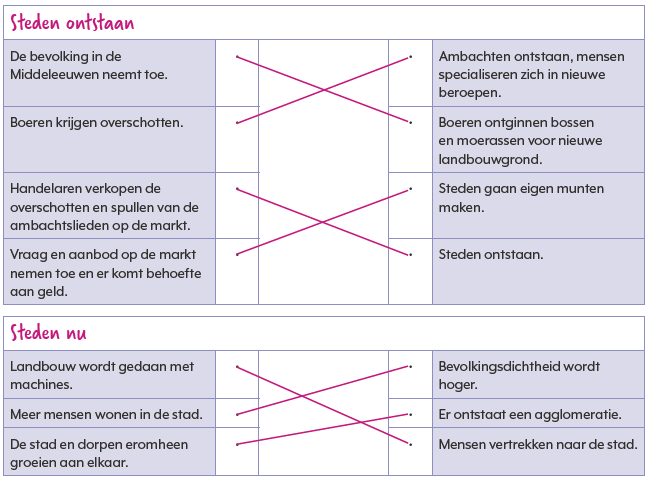 Steden ontstaan
De bevolking in de
Middeleeuwen neemt toe.
Ambachten ontstaan, mensen
specialiseren zich in nieuwe
beroepen.
Boeren krijgen overschotten.
Boeren ontginnen bossen
en moerassen voor nieuwe
landbouwgrond.
Handelaren verkopen de
overschotten en spullen van de
ambachtslieden op de markt.
Steden gaan eigen munten
maken.
Vraag en aanbod op de markt
nemen toe en er komt behoefte
aan geld.
Steden ontstaan.
Steden nu
Landbouw wordt gedaan met
machines.
Bevolkingsdichtheid wordt
hoger.
Meer mensen wonen in de stad.
Er ontstaat een agglomeratie.
De stad en dorpen eromheen
groeien aan elkaar.
Mensen vertrekken naar de stad.